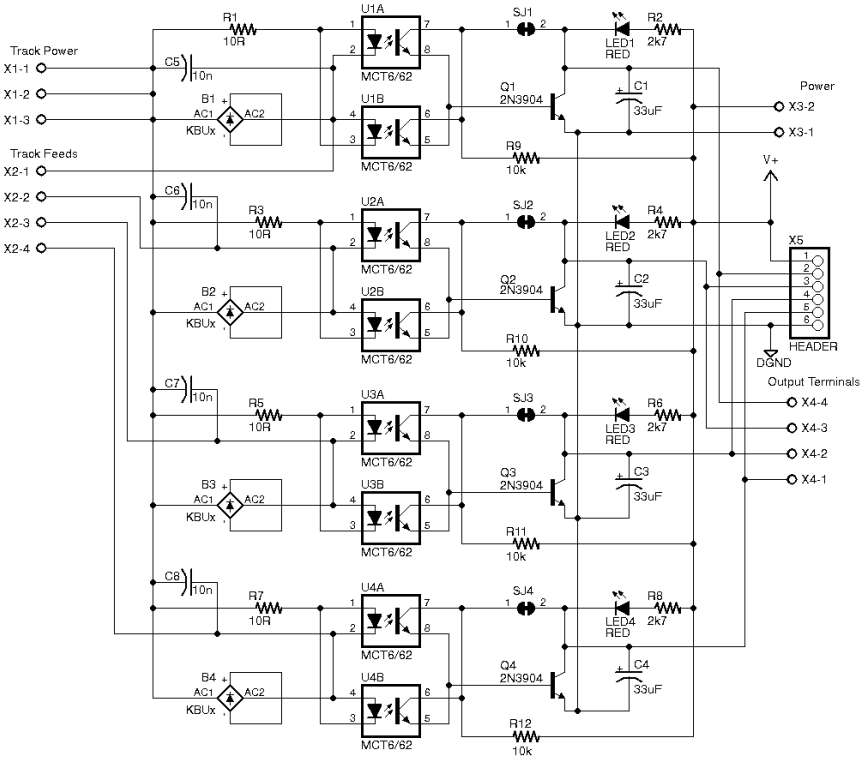 Track Power
X1-1
X1-2
X1-3
Track Feeds
X2-1
X2-2
X2-3
X2-4
R1
10R
C5
10n
B1
+
AC1
AC2
KBUx
-
U1A
1
7
2
8
MCT6/62
U1B
4
6
3
5
MCT6/62
1
SJ1
2
LED1
RED
R2
2k7
Q1
2N3904
+
C1
33uF
R9
10k
Power
X3-2
X3-1
V+
C6
10n
R3
10R
B2
+
AC1
AC2
KBUx
-
U2A
1
7
2
8
MCT6/62
U2B
4
6
3
5
MCT6/62
1
SJ2
2
LED2
RED
R4
2k7
Q2
2N3904
+
C2
33uF
R10
10k
X5
1
2
3
4
5
6
HEADER
DGND
Output Terminals
X4-4
X4-3
X4-2
X4-1
C7
10n
R5
10R
B3
+
AC1
AC2
KBUx
-
U3A
1
7
2
8
MCT6/62
U3B
4
6
3
5
MCT6/62
1
SJ3
2
LED3
RED
R6
2k7
Q3
2N3904
+
C3
33uF
R11
10k
C8
10n
R7
10R
B4
+
AC1
AC2
KBUx
-
U4A
1
7
2
8
MCT6/62
U4B
4
6
3
5
MCT6/62
1
SJ4
2
LED4
RED
R8
2k7
Q4
2N3904
+
C4
33uF
R12
10k